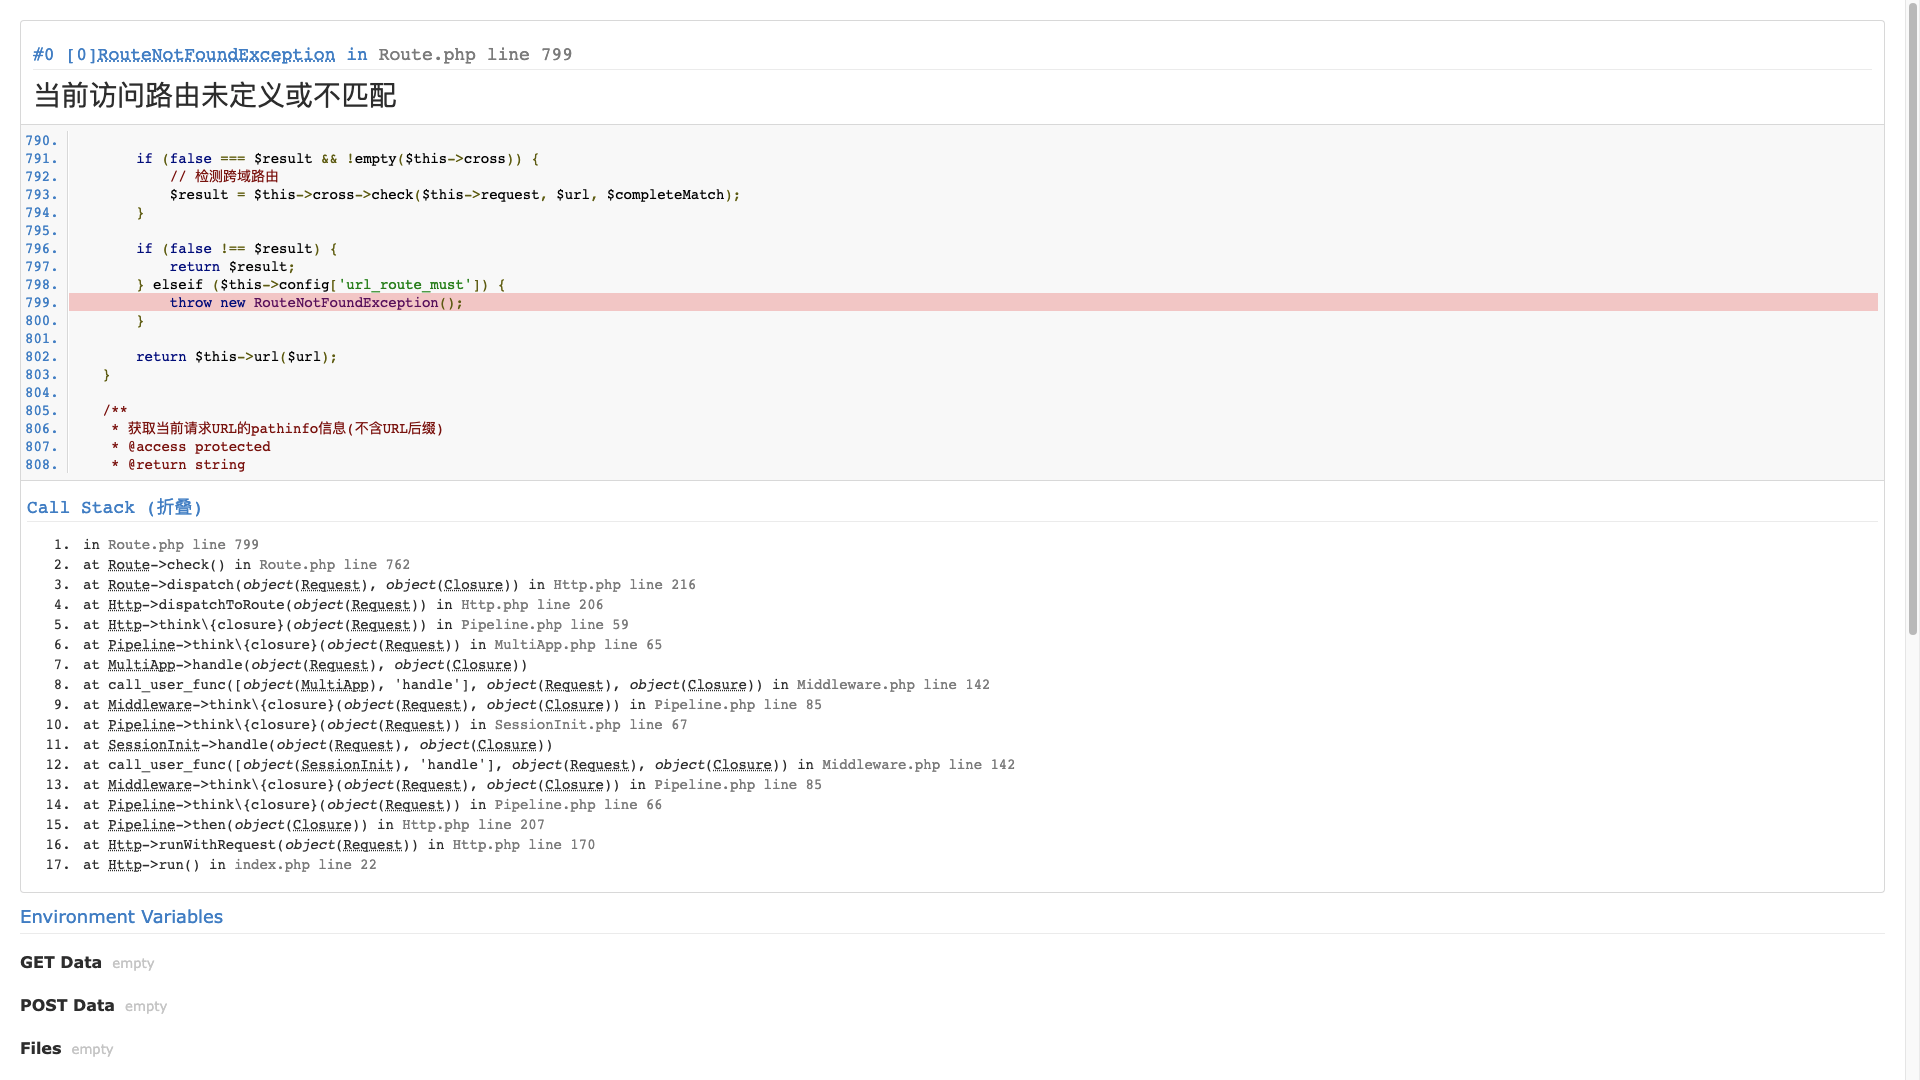 #0 [0]RouteNotFoundException in Route.php line 799
当前访问路由未定义或不匹配
790.
791.         if (false === $result && !empty($this->cross)) {
792.             // 检测跨域路由
793.             $result = $this->cross->check($this->request, $url, $completeMatch);
794.         }
795.
796.         if (false !== $result) {
797.             return $result;
798.         } elseif ($this->config['url_route_must']) {
799.             throw new RouteNotFoundException();
800.         }
801.
802.         return $this->url($url);
803.     }
804.
805.     /**
806.      * 获取当前请求URL的pathinfo信息(不含URL后缀)
807.      * @access protected
808.      * @return string
Call Stack (折叠)
1. in Route.php line 799
2. at Route->check() in Route.php line 762
3. at Route->dispatch(object(Request), object(Closure)) in Http.php line 216
4. at Http->dispatchToRoute(object(Request)) in Http.php line 206
5. at Http->think\{closure}(object(Request)) in Pipeline.php line 59
6. at Pipeline->think\{closure}(object(Request)) in MultiApp.php line 65
7. at MultiApp->handle(object(Request), object(Closure))
8. at call_user_func([object(MultiApp), 'handle'], object(Request), object(Closure)) in Middleware.php line 142
9. at Middleware->think\{closure}(object(Request), object(Closure)) in Pipeline.php line 85
10. at Pipeline->think\{closure}(object(Request)) in SessionInit.php line 67
11. at SessionInit->handle(object(Request), object(Closure))
12. at call_user_func([object(SessionInit), 'handle'], object(Request), object(Closure)) in Middleware.php line 142
13. at Middleware->think\{closure}(object(Request), object(Closure)) in Pipeline.php line 85
14. at Pipeline->think\{closure}(object(Request)) in Pipeline.php line 66
15. at Pipeline->then(object(Closure)) in Http.php line 207
16. at Http->runWithRequest(object(Request)) in Http.php line 170
17. at Http->run() in index.php line 22
Environment Variables
GET Data empty
POST Data empty
Files empty